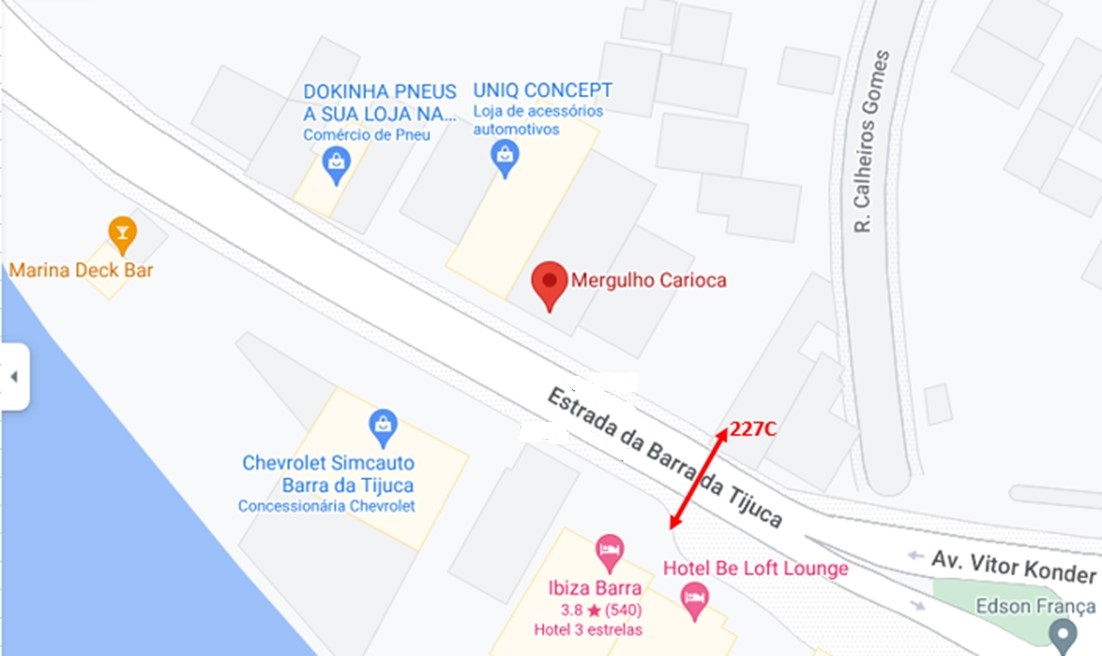 DOKINHA PNEUS
A SUA LOJA NA...
Comércio de Pneu
UNIQ CONCEPT
Loja de acessórios
automotivos
R. Calheiros Gomes
Marina Deck Bar
Mergulho Carioca
Estrada da Barra da Tijuca
227C
Chevrolet Simcauto
Barra da Tijuca
Concessionária Chevrolet
Ibiza Barra
3.8 ★ (540)
Hotel 3 estrelas
Hotel Be Loft Lounge
Av. Vitor Konder
Edson França